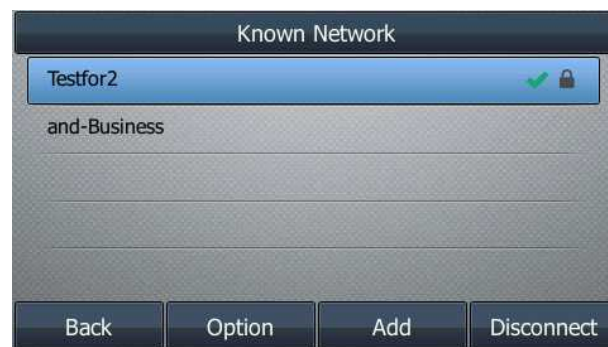 Known Network
Testfor2
and-Business
Back Option Add Disconnect